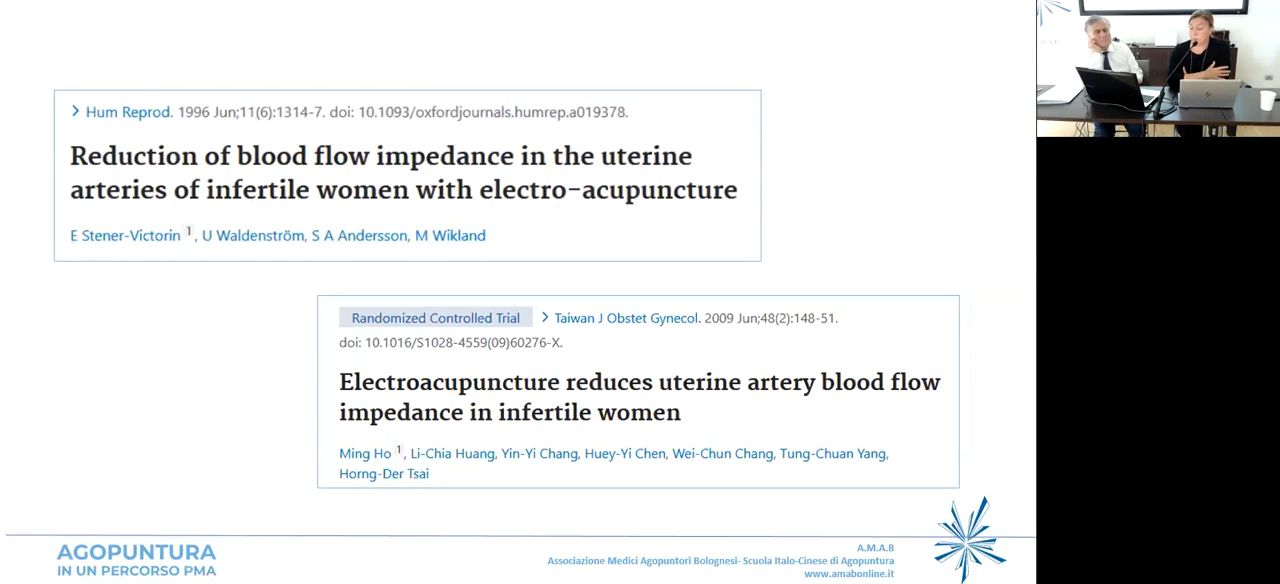 Hum Reprod. 1996 Jun;11(6):1314-7. doi: 10.1093/oxfordjournals.humrep.a019378.
Reduction of blood flow impedance in the uterine
arteries of infertile women with electro-acupuncture
E Stener-Victorin 1, U Waldenström, S A Andersson, M Wikland
Randomized Controlled Trial > Taiwan J Obstet Gynecol. 2009 Jun;48(2):148-51.
doi: 10.1016/S1028-4559(09)60276-X.
Electroacupuncture reduces uterine artery blood flow
impedance in infertile women
Ming Ho 1, Li-Chia Huang, Yin-Yi Chang, Huey-Yi Chen, Wei-Chun Chang, Tung-Chuan Yang,
Horng-Der Tsai
AGOPUNTURA
IN UN PERCORSO PMA
A.M.A.B
Associazione Medici Agopuntori Bolognesi- Scuola Italo-Cinese di Agopuntura
www.amabonline.it